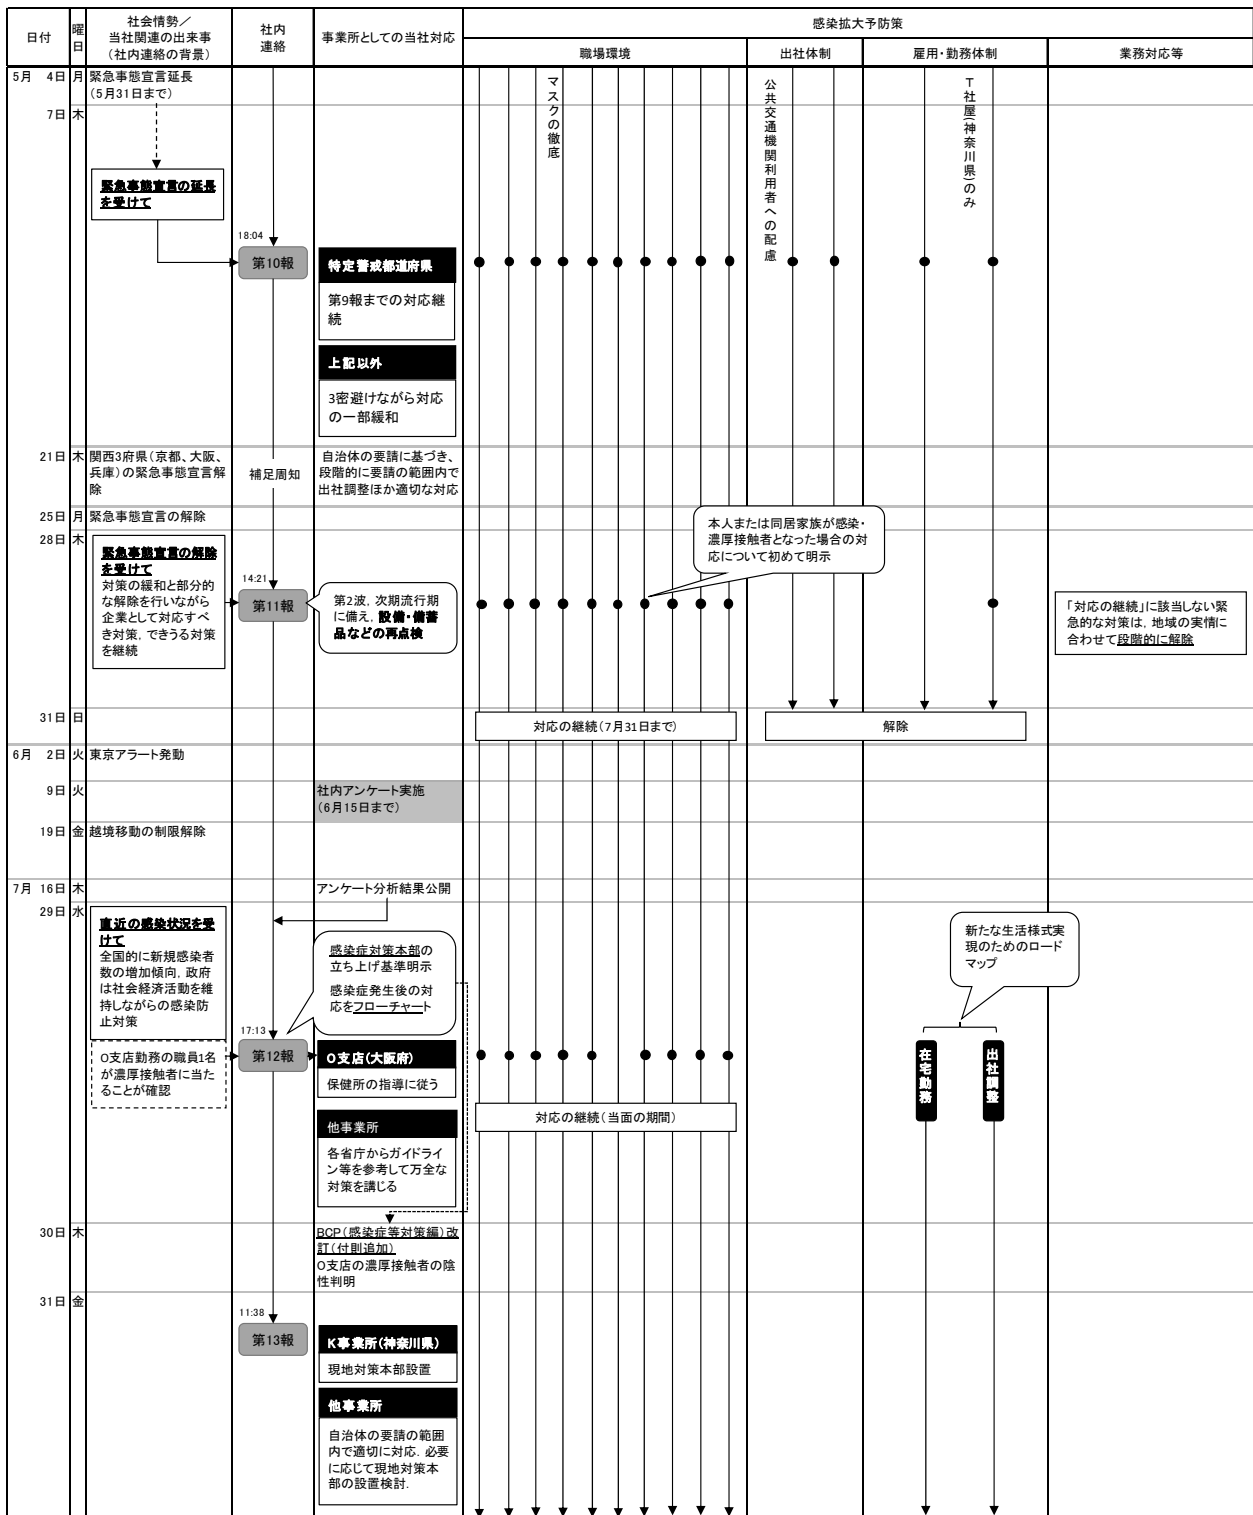 日付
曜
日
社会情勢／
当社関連の出来事
（社内連絡の背景）
社内
連絡
事業所としての当社対応
感染拡大予防策
職場環境
出社体制
雇用・勤務体制
業務対応等
5月 4日 月 緊急事態宣言延長
（5月31日まで）
マスクの徹底
公共交通機関利用者への配慮
T社屋（神奈川県）のみ
7日 木
緊急事態宣言の延長
を受けて
18:04
第10報
特定警戒都道府県
第9報までの対応継
続
上記以外
3密避けながら対応
の一部緩和
21日 木 関西3府県（京都、大阪、
兵庫）の緊急事態宣言解
除
補足周知
自治体の要請に基づき、
段階的に要請の範囲内で
出社調整ほか適切な対応
25日 月 緊急事態宣言の解除
28日 木
緊急事態宣言の解除
を受けて
対策の緩和と部分的
な解除を行いながら
企業として対応すべ
き対策，できうる対策
を継続
14:21
第11報
第2波，次期流行期
に備え，設備・備蓄
品などの再点検
本人または同居家族が感染・
濃厚接触者となった場合の対
応について初めて明示
「対応の継続」に該当しない緊
急的な対策は，地域の実情に
合わせて段階的に解除
31日 日
対応の継続（7月31日まで）
解除
6月 2日 火 東京アラート発動
9日 火
社内アンケート実施
（6月15日まで）
19日 金 越境移動の制限解除
7月 16日 木
アンケート分析結果公開
29日 水
直近の感染状況を受
けて
全国的に新規感染者
数の増加傾向，政府
は社会経済活動を維
持しながらの感染防
止対策
感染症対策本部の
立ち上げ基準明示
感染症発生後の対
応をフローチャート
新たな生活様式実
現のためのロード
マップ
17:13
第12報
O支店勤務の職員1名
が濃厚接触者に当た
ることが確認
O支店（大阪府）
保健所の指導に従う
他事業所
各省庁からガイドライ
ン等を参考して万全な
対策を講じる
対応の継続（当面の期間）
在宅勤務
出社調整
30日 木
BCP（感染症等対策編）改
訂（付則追加）
O支店の濃厚接触者の陰
性判明
31日 金
11:38
第13報
K事業所（神奈川県）
現地対策本部設置
他事業所
自治体の要請の範囲
内で適切に対応．必要
に応じて現地対策本
部の設置検討．